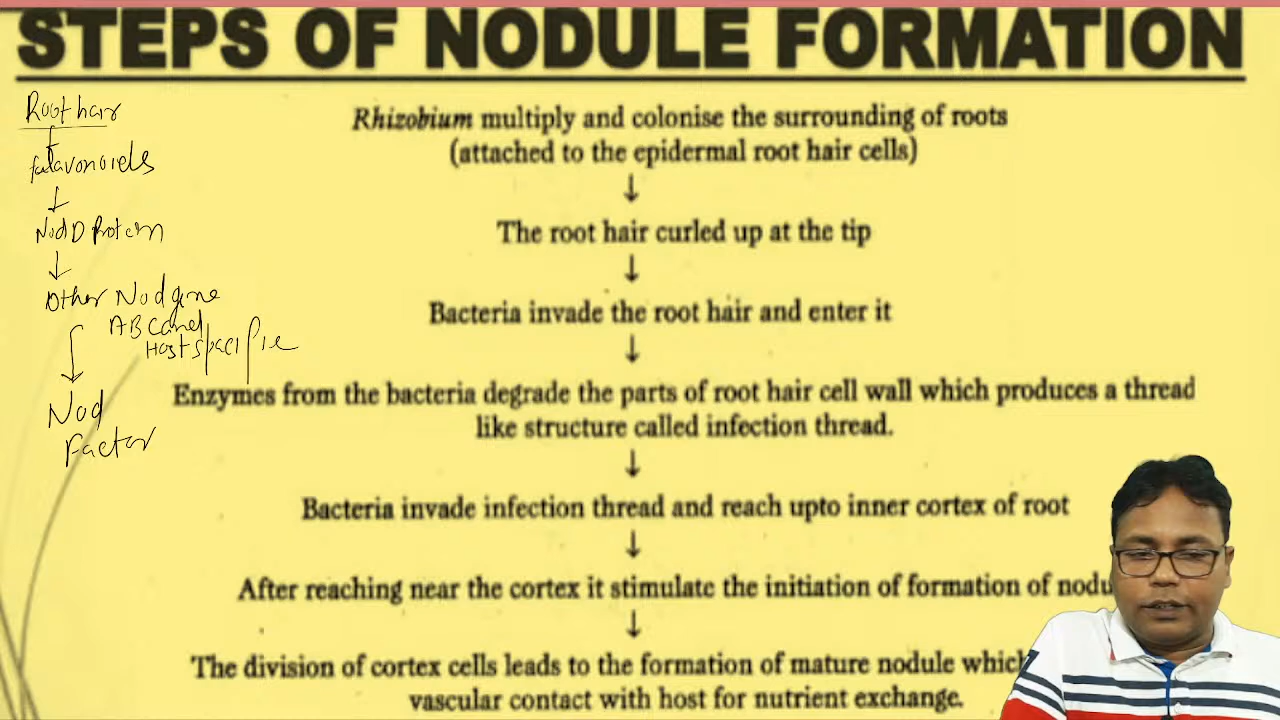 STEPS OF NODULE FORMATION
Root hair
Rhizobium multiply and colonise the surrounding of roots
(attached to the epidermal root hair cells)
↓
The root hair curled up at the tip
↓
Bacteria invade the root hair and enter it
↓
Enzymes from the bacteria degrade the parts of root hair cell wall which produces a thread
like structure called infection thread.
↓
Bacteria invade infection thread and reach upto inner cortex of root
↓
After reaching near the cortex it stimulate the initiation of formation of
↓
The division of cortex cells leads to the formation of mature nodule which
vascular contact with host for nutrient exchange.
↓
↓
Nod D Protein
↓
Other Nod gene
ABC and
Host specific
↓
Nod
Factor